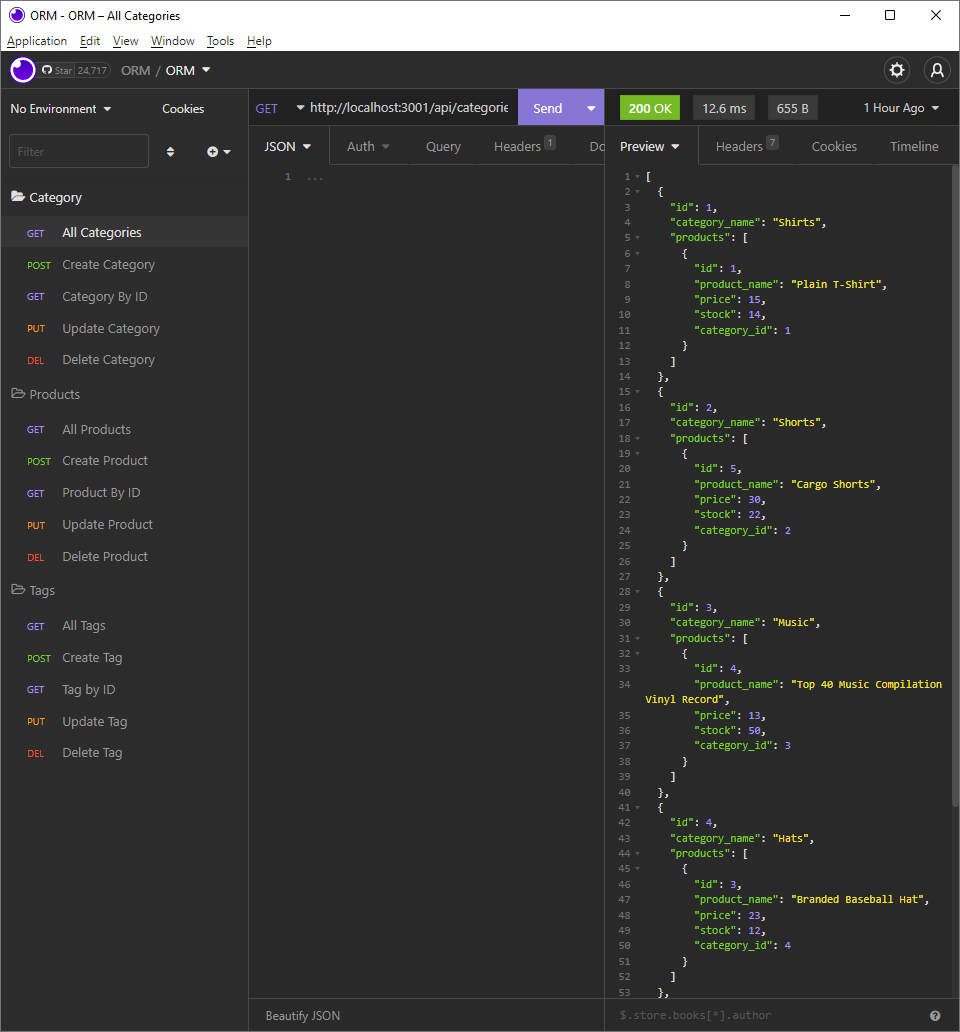 ORM - ORM – All Categories
Application Edit View Window Tools Help
Star 24,717 ORM / ORM
No Environment Cookies
Filter
Category
GET All Categories
POST Create Category
GET Category By ID
PUT Update Category
DEL Delete Category
Products
GET All Products
POST Create Product
GET Product By ID
PUT Update Product
DEL Delete Product
Tags
GET All Tags
POST Create Tag
GET Tag by ID
PUT Update Tag
DEL Delete Tag
GET http://localhost:3001/api/categorie Send
JSON Auth Query Headers 1 Do
1 ...
Beautify JSON
200 OK 12.6 ms 655 B 1 Hour Ago
Preview Headers 7 Cookies Timeline
1 [
2 {
3 "id": 1,
4 "category_name": "Shirts",
5 "products": [
6 {
7 "id": 1,
8 "product_name": "Plain T-Shirt",
9 "price": 15,
10 "stock": 14,
11 "category_id": 1
12 }
13 ]
14 },
15 {
16 "id": 2,
17 "category_name": "Shorts",
18 "products": [
19 {
20 "id": 5,
21 "product_name": "Cargo Shorts",
22 "price": 30,
23 "stock": 22,
24 "category_id": 2
25 }
26 ]
27 },
28 {
29 "id": 3,
30 "category_name": "Music",
31 "products": [
32 {
33 "id": 4,
34 "product_name": "Top 40 Music Compilation
Vinyl Record",
35 "price": 13,
36 "stock": 50,
37 "category_id": 3
38 }
39 ]
40 },
41 {
42 "id": 4,
43 "category_name": "Hats",
44 "products": [
45 {
46 "id": 3,
47 "product_name": "Branded Baseball Hat",
48 "price": 23,
49 "stock": 12,
50 "category_id": 4
51 }
52 ]
53 },
$.store.books[*].author